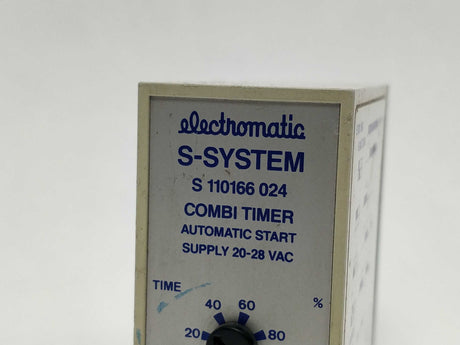 electromatic
S-SYSTEM
S 110166 024
COMBI TIMER
AUTOMATIC START
SUPPLY 20-28 VAC
TIME %
40 60
20 80